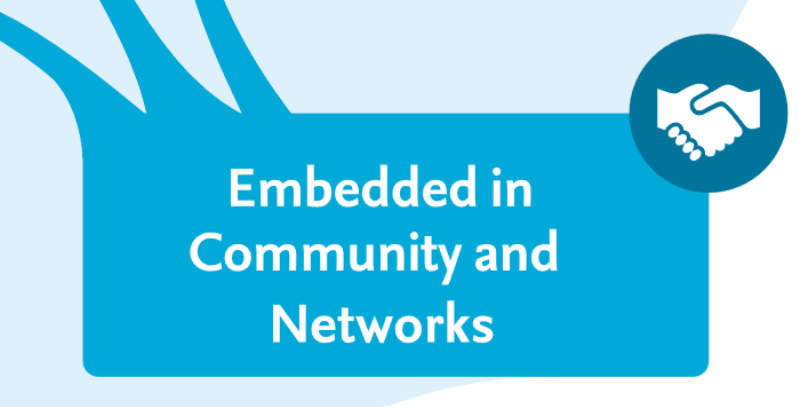 Embedded in
Community and
Networks